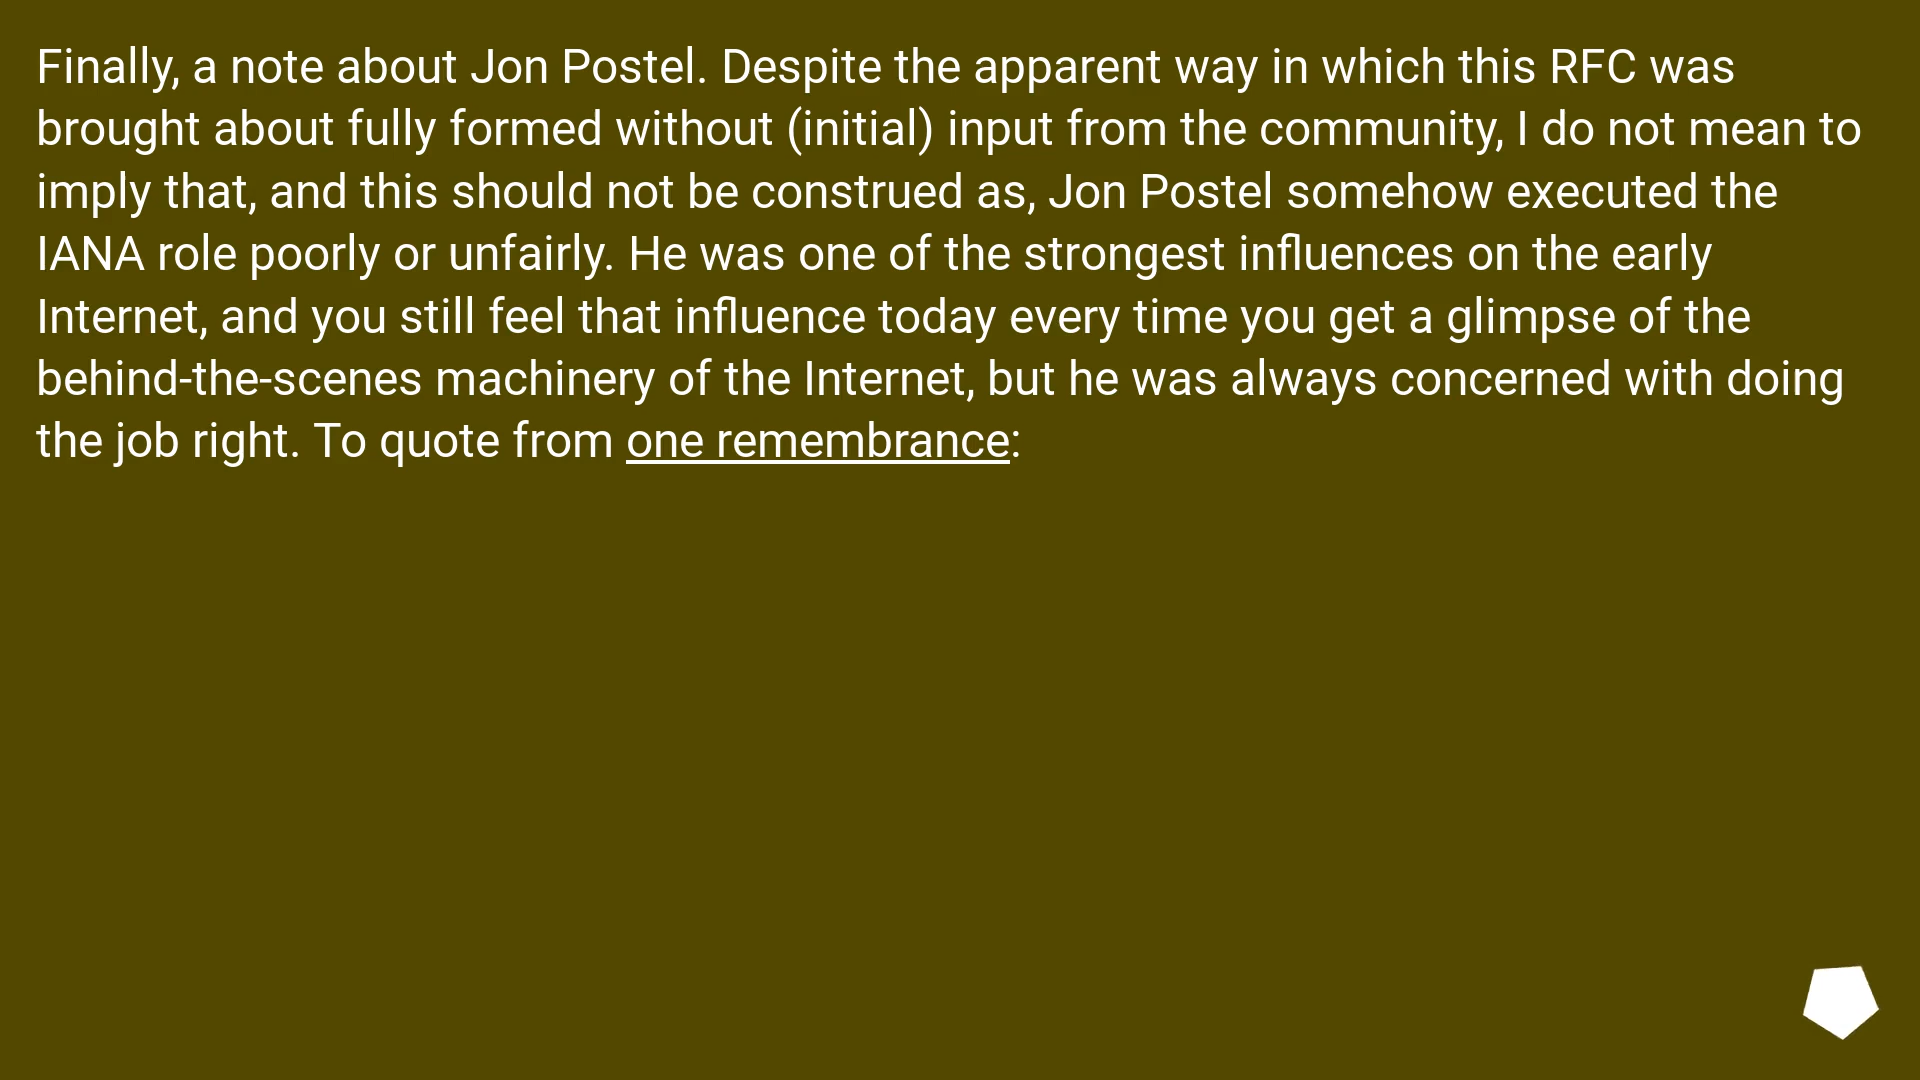 Finally, a note about Jon Postel. Despite the apparent way in which this RFC was
brought about fully formed without (initial) input from the community, I do not mean to
imply that, and this should not be construed as, Jon Postel somehow executed the
IANA role poorly or unfairly. He was one of the strongest influences on the early
Internet, and you still feel that influence today every time you get a glimpse of the
behind-the-scenes machinery of the Internet, but he was always concerned with doing
the job right. To quote from one remembrance: